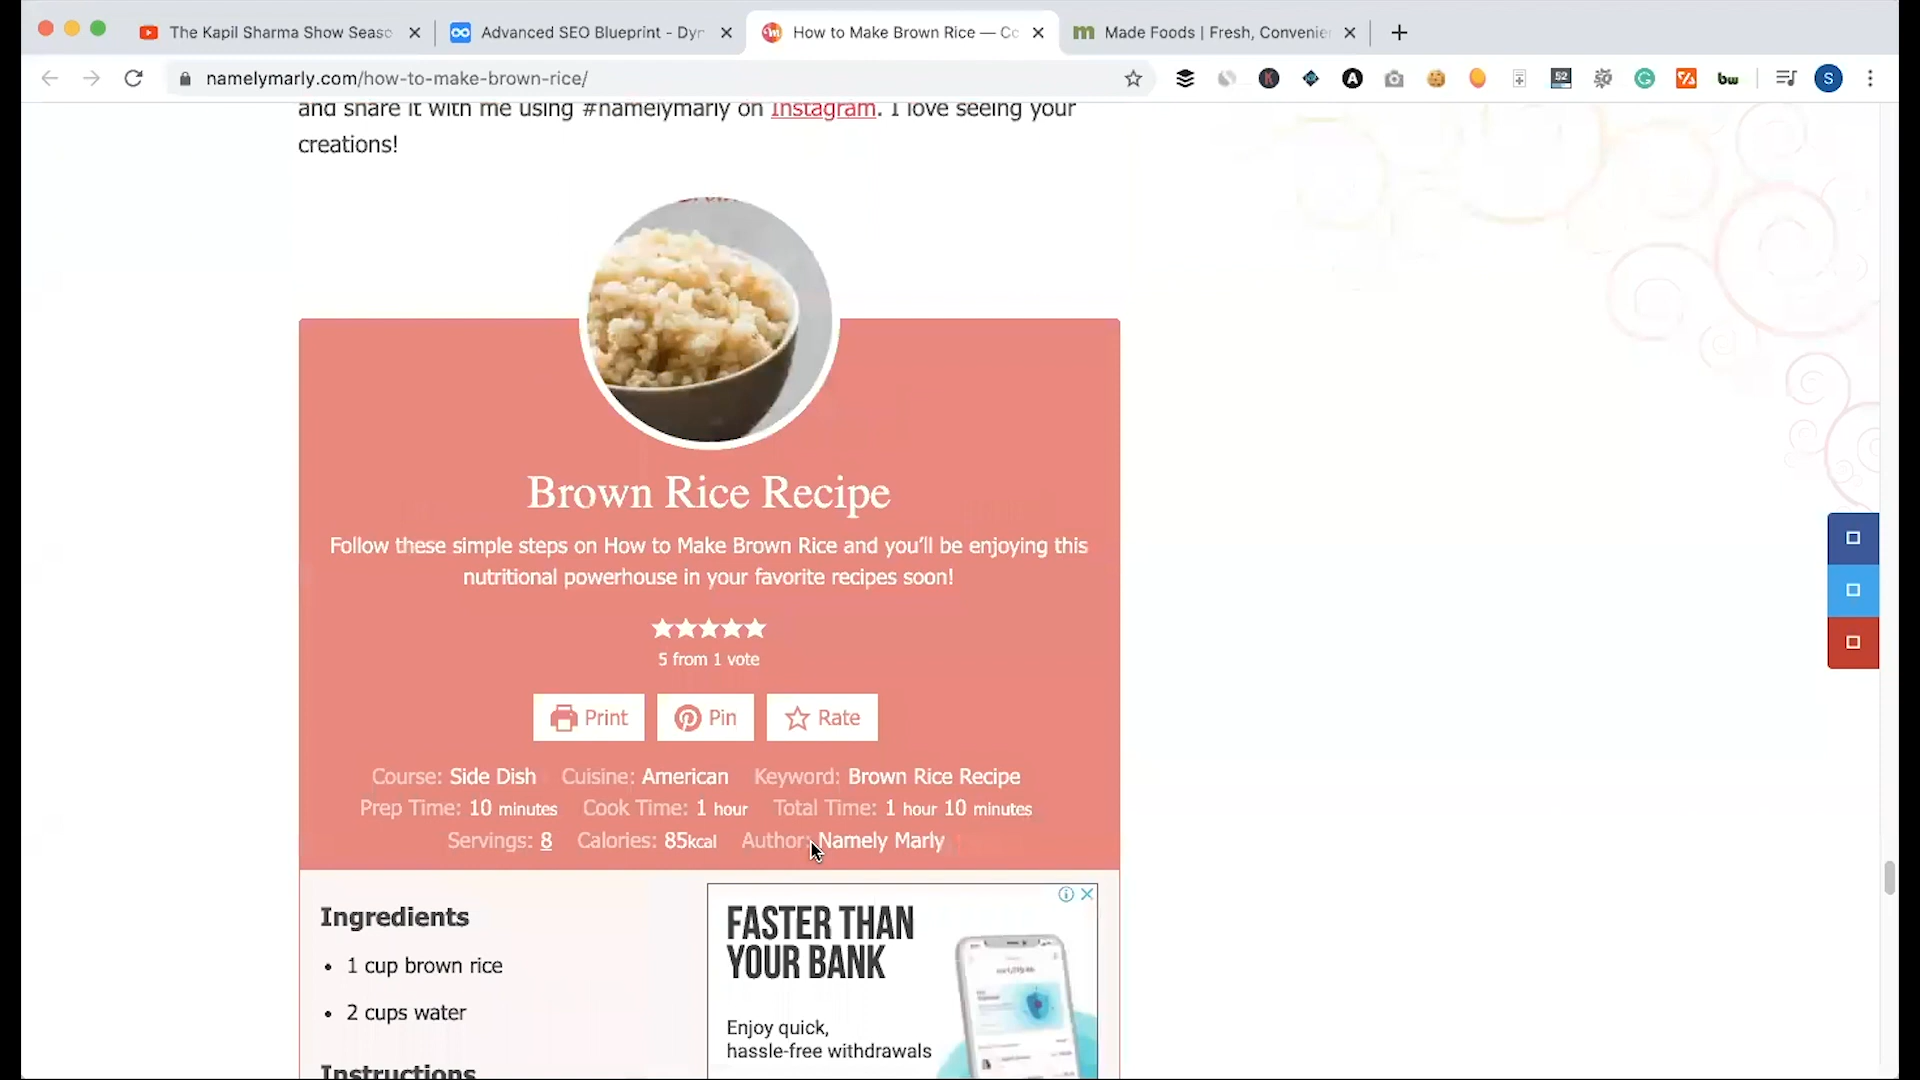 The Kapil Sharma Show Seaso
Advanced SEO Blueprint - Dyn
How to Make Brown Rice — Co
Made Foods | Fresh, Convenien
namelymarly.com/how-to-make-brown-rice/
52
S
and share it with me using #namelymarly on Instagram. I love seeing your
creations!
Brown Rice Recipe
Follow these simple steps on How to Make Brown Rice and you'll be enjoying this
nutritional powerhouse in your favorite recipes soon!
5 from 1 vote
Print
Pin
Rate
Course: Side Dish Cuisine: American Keyword: Brown Rice Recipe
Prep Time: 10 minutes Cook Time: 1 hour Total Time: 1 hour 10 minutes
Servings: 8 Calories: 85kcal Author: Namely Marly
Ingredients
• 1 cup brown rice
• 2 cups water
Instructions
FASTER THAN
YOUR BANK
Enjoy quick,
hassle-free withdrawals